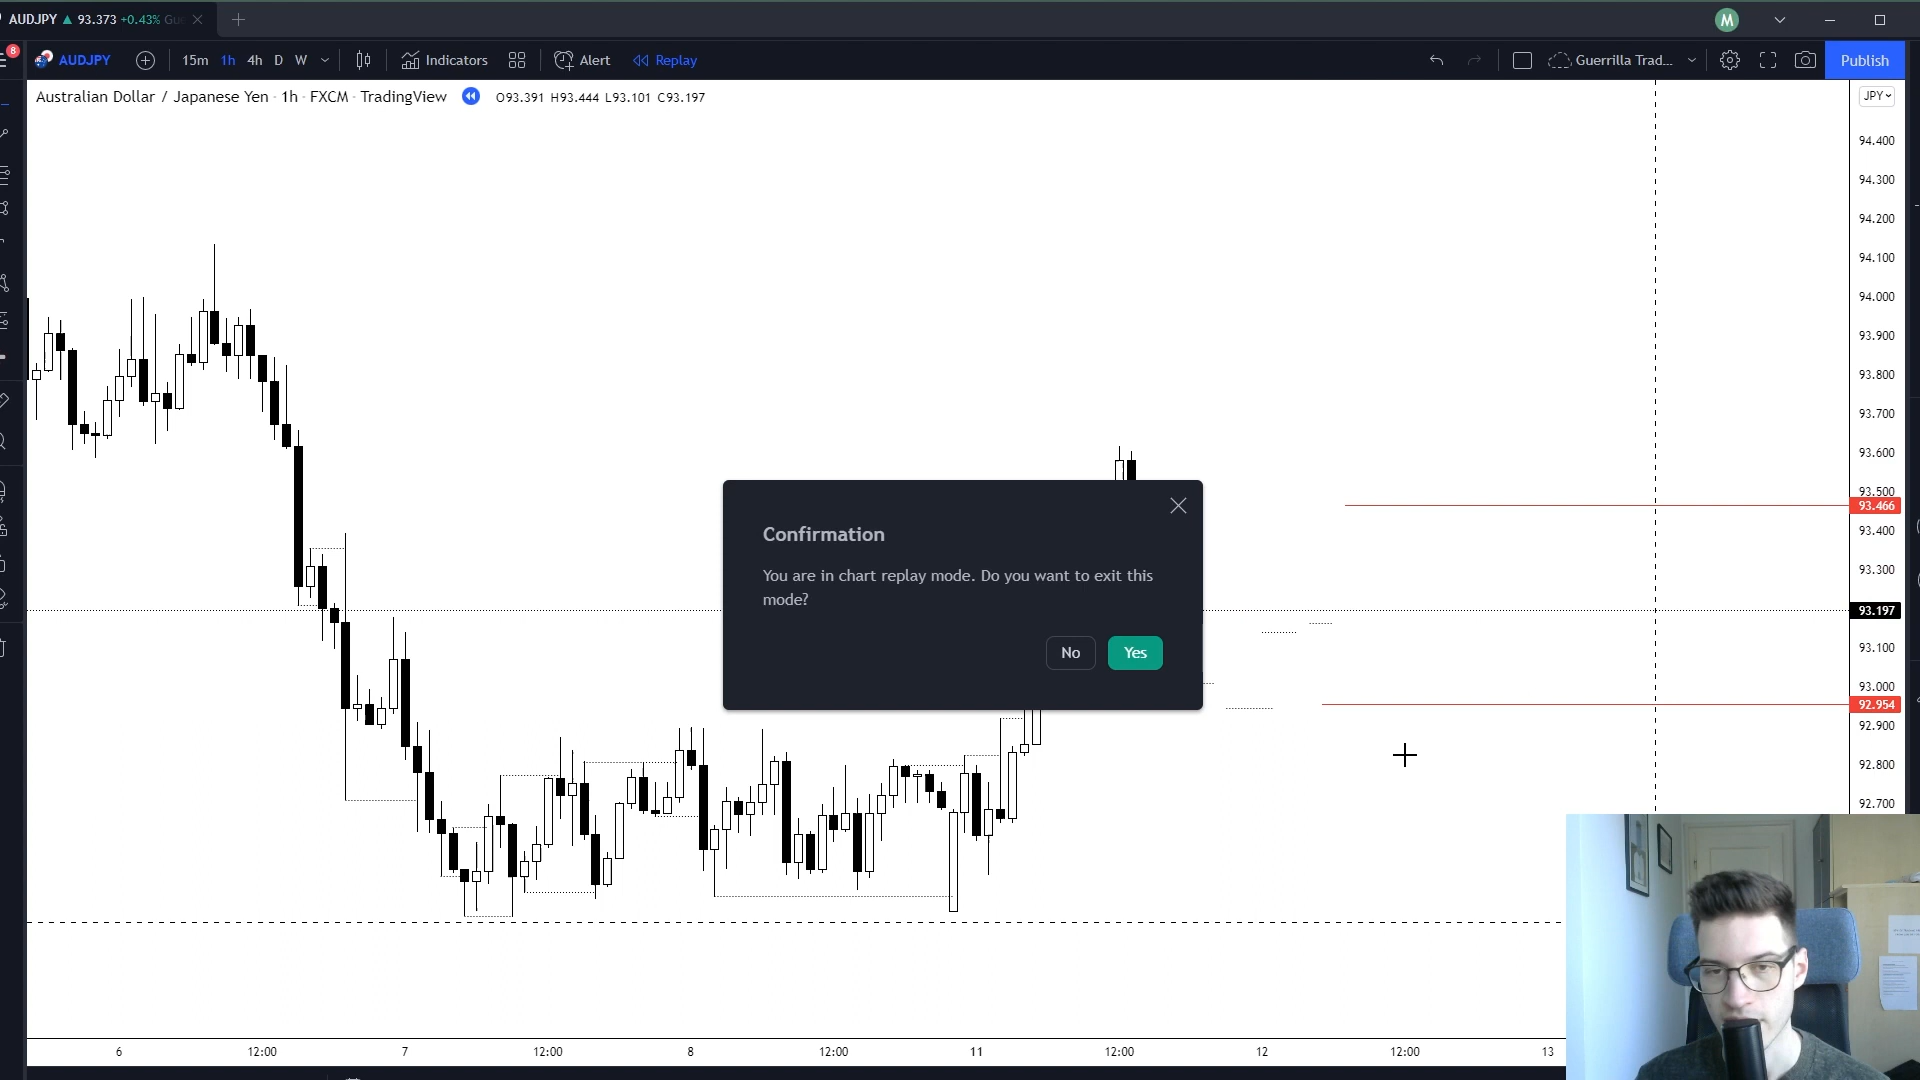 AUDJPY ▲ 93.373 +0.43% Gu
M
8
AUDJPY
15m 1h 4h D W
Indicators
Alert
Replay
Guerrilla Trad...
Publish
Australian Dollar / Japanese Yen · 1h · FXCM · TradingView
O93.391 H93.444 L93.101 C93.197
JPY
94.400
94.300
94.200
94.100
94.000
93.900
93.800
93.700
93.600
93.500
93.466
93.400
93.300
93.197
93.100
93.000
92.954
92.900
92.800
92.700
Confirmation
You are in chart replay mode. Do you want to exit this
mode?
No
Yes
6 12:00 7 12:00 8 12:00 11 12:00 12 12:00 13